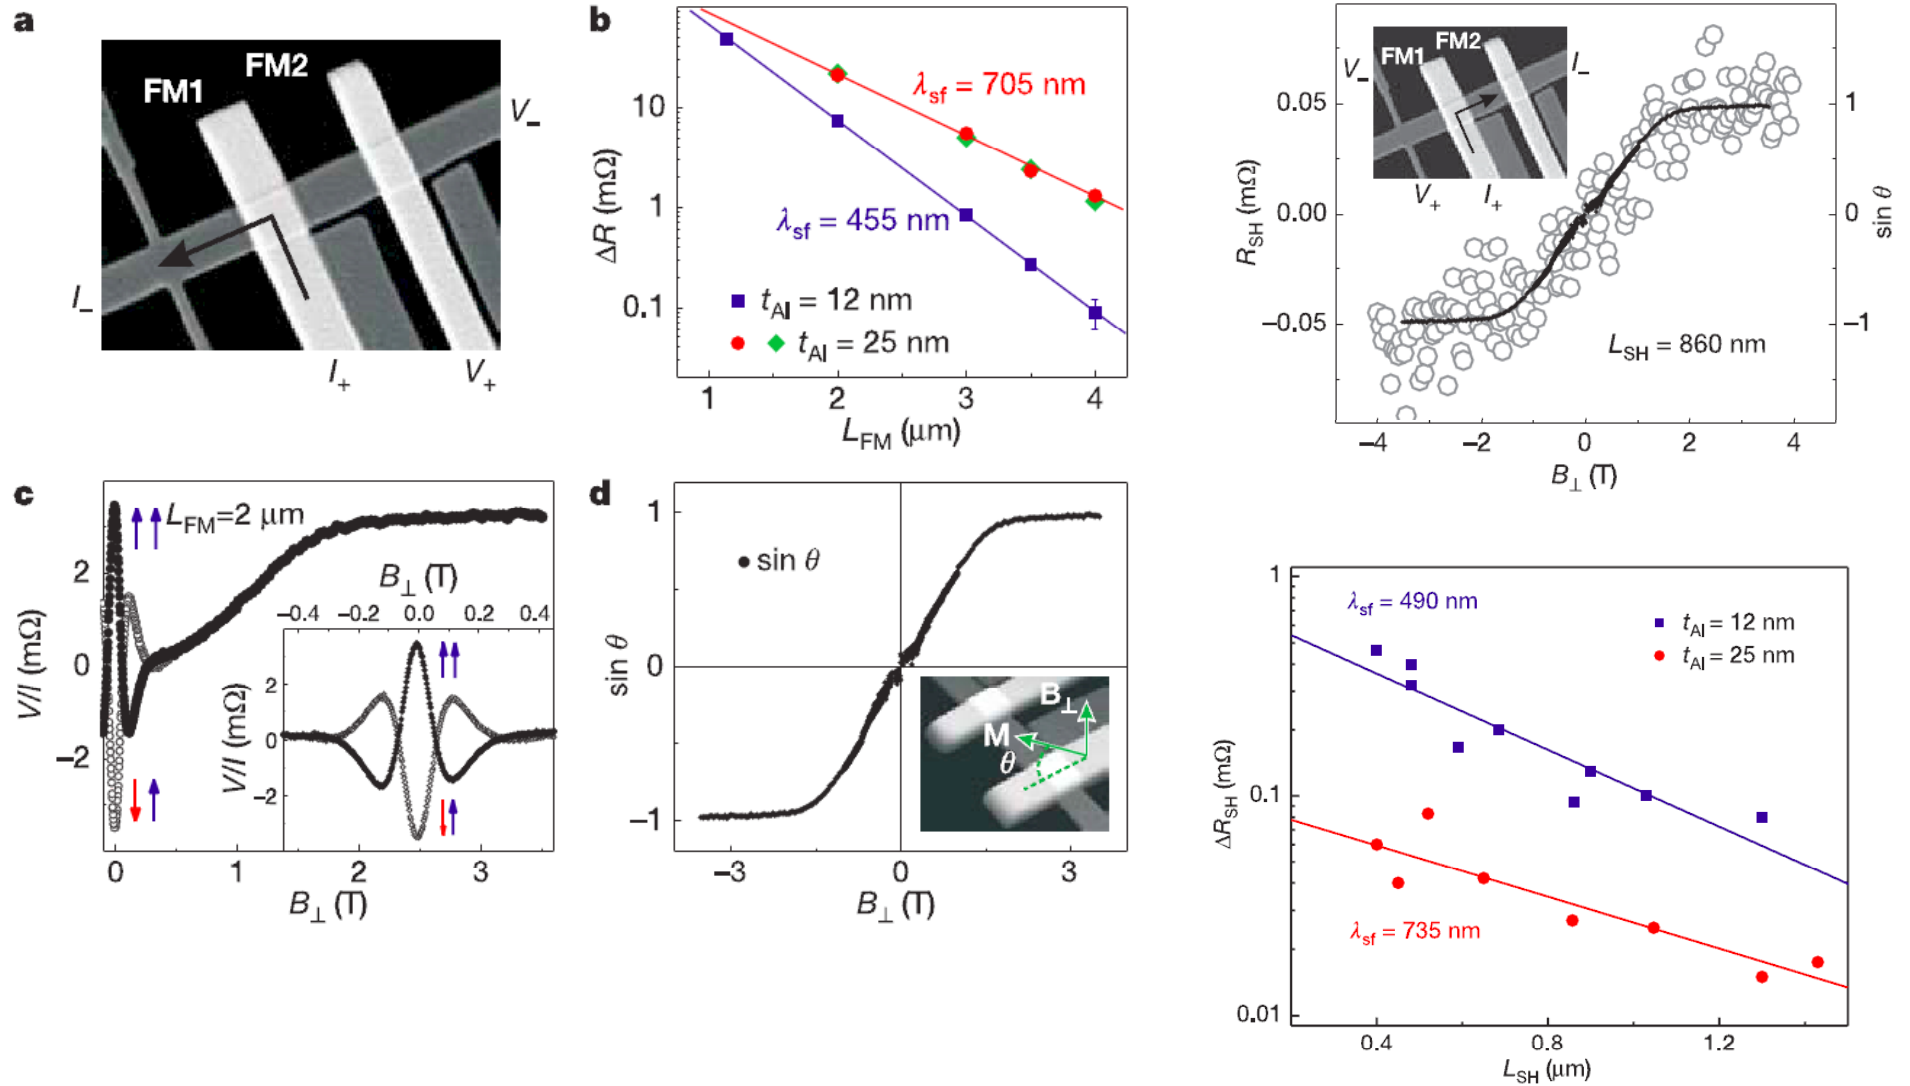 a
FM1
FM2
V–
I–
I+
V+
b
10
1
0.1
ΔR (mΩ)
λsf = 705 nm
λsf = 455 nm
tAl = 12 nm
tAl = 25 nm
1 2 3 4
LFM (μm)
FM1
FM2
V–
I–
V+
I+
0.05
0.00
–0.05
RSH (mΩ)
1
0
–1
sin θ
LSH = 860 nm
–4 –2 0 2 4
B⊥ (T)
c
LFM=2 μm
2
0
–2
V/I (mΩ)
B⊥ (T)
–0.4 –0.2 0.0 0.2 0.4
2
0
–2
V/I (mΩ)
0 1 2 3
B⊥ (T)
d
1
0
–1
sin θ
sin θ
B⊥
M
θ
–3 0 3
B⊥ (T)
1
0.1
0.01
ΔRSH (mΩ)
λsf = 490 nm
tAl = 12 nm
tAl = 25 nm
λsf = 735 nm
0.4 0.8 1.2
LSH (μm)